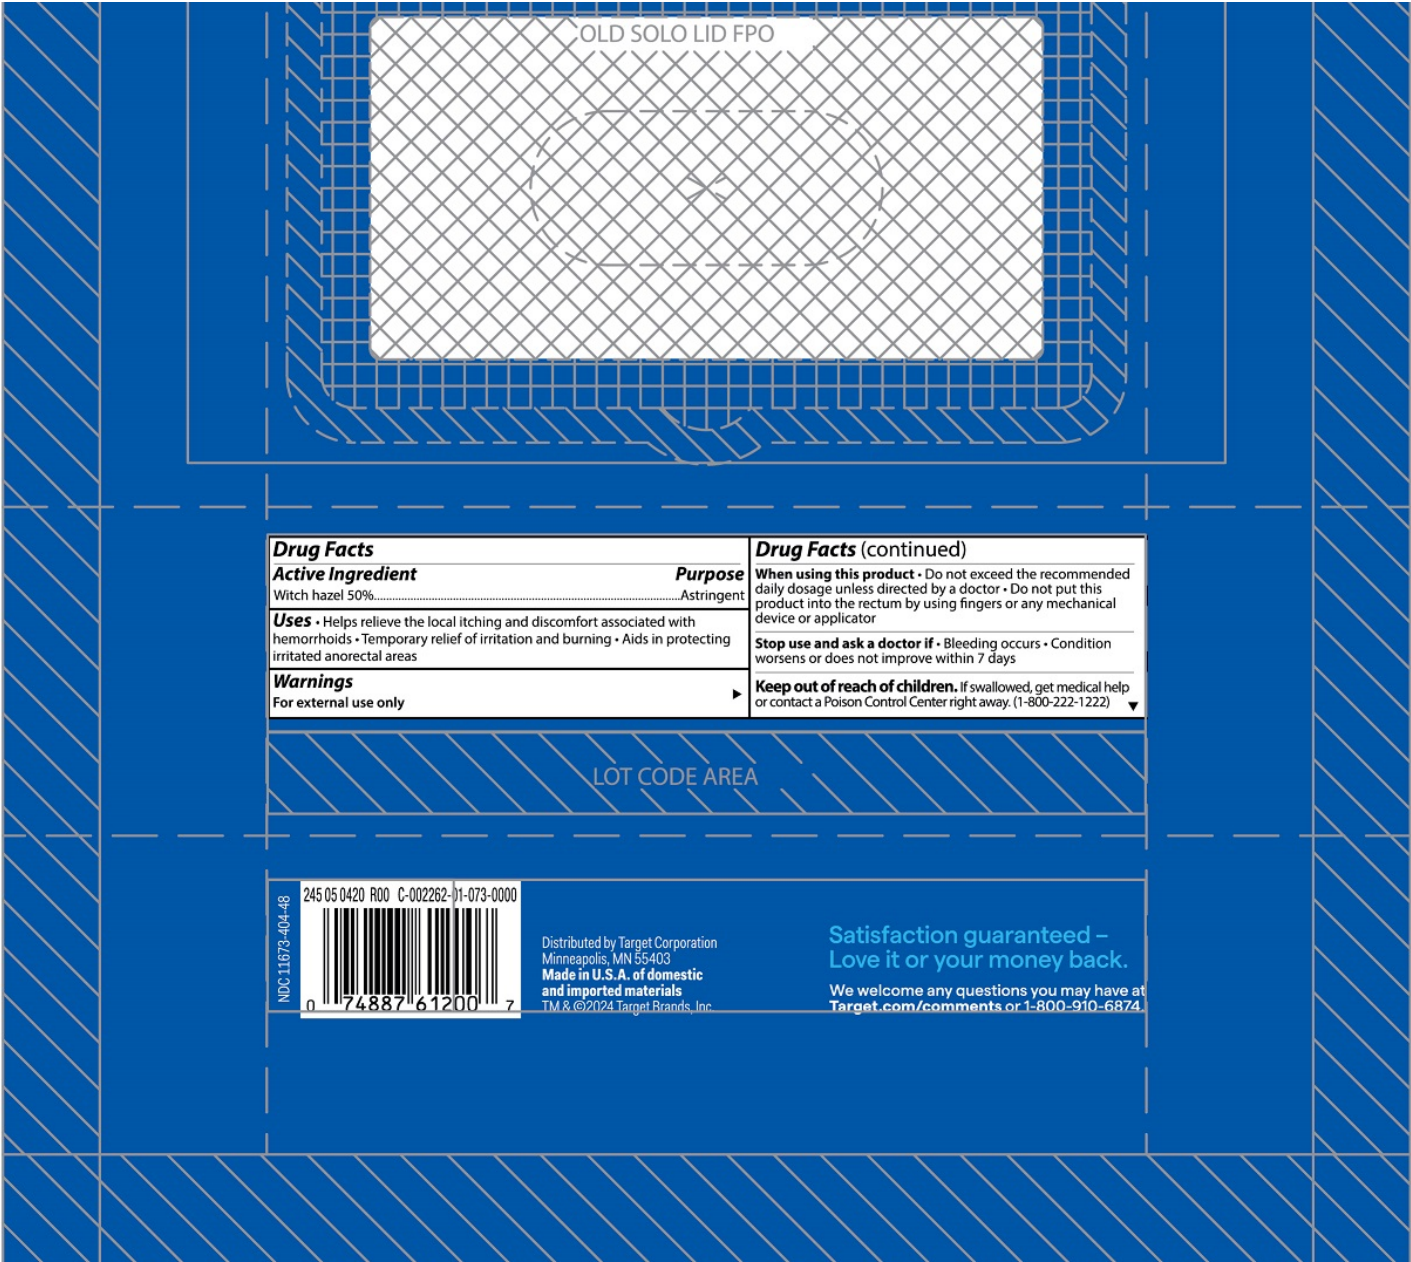 OLD SOLO LID FPO
Drug Facts
Active Ingredient Purpose
Witch hazel 50%..........Astringent
Uses • Helps relieve the local itching and discomfort associated with
hemorrhoids • Temporary relief of irritation and burning • Aids in protecting
irritated anorectal areas
Warnings
For external use only
Drug Facts (continued)
When using this product • Do not exceed the recommended
daily dosage unless directed by a doctor • Do not put this
product into the rectum by using fingers or any mechanical
device or applicator
Stop use and ask a doctor if • Bleeding occurs • Condition
worsens or does not improve within 7 days
Keep out of reach of children. If swallowed, get medical help
or contact a Poison Control Center right away. (1-800-222-1222)
LOT CODE AREA
NDC 11673-404-48
245 05 0420 R00 C-002262-01-073-0000
0 74887 61200 7
Distributed by Target Corporation
Minneapolis, MN 55403
Made in U.S.A. of domestic
and imported materials
TM & ©2024 Target Brands, Inc.
Satisfaction guaranteed –
Love it or your money back.
We welcome any questions you may have at
Target.com/comments or 1-800-910-6874.